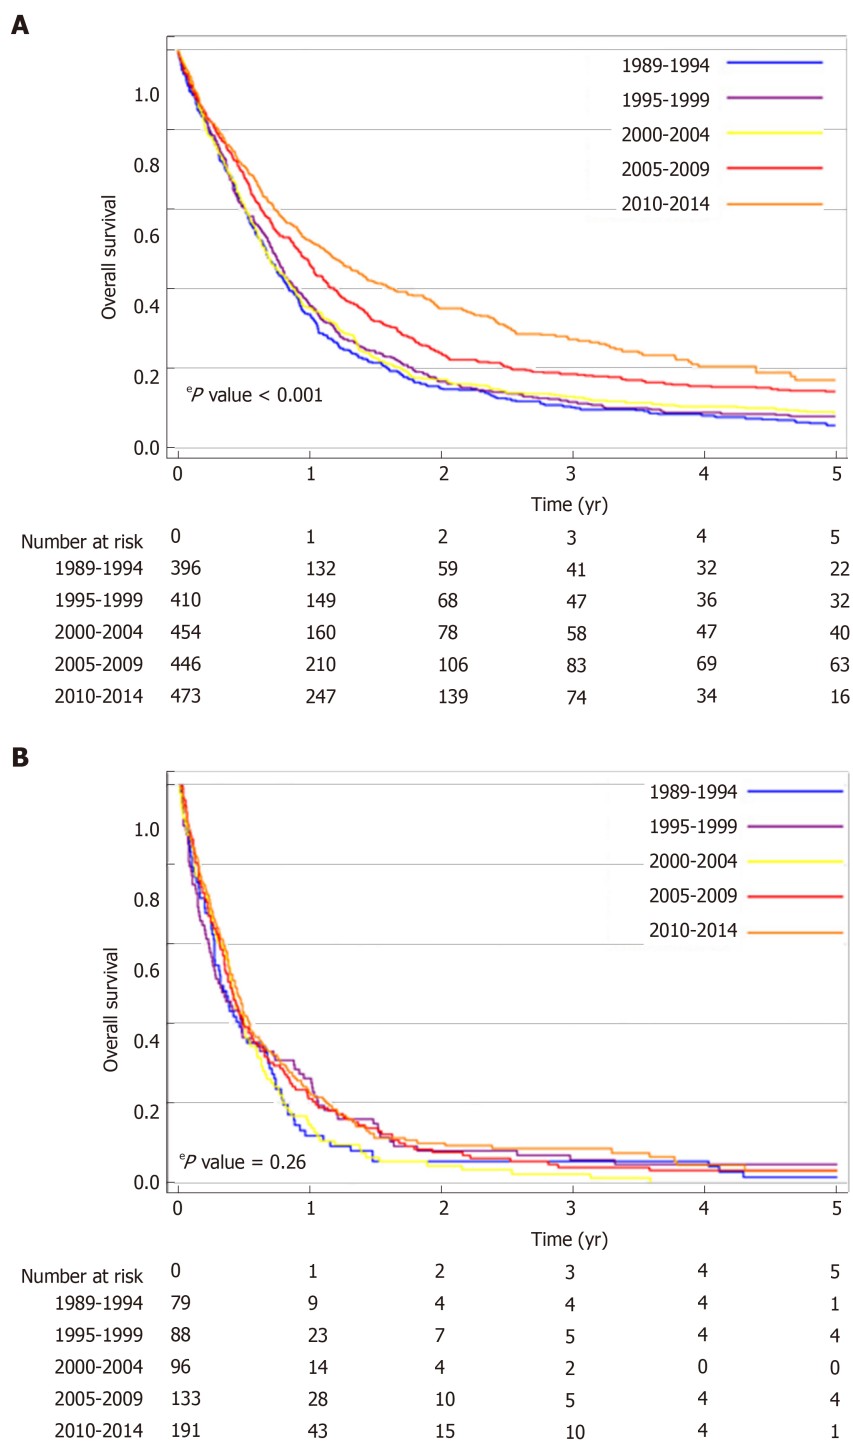 A
1989-1994
1995-1999
2000-2004
2005-2009
2010-2014
1.0
0.8
0.6
0.4
0.2
0.0
Overall survival
eP value < 0.001
0 1 2 3 4 5
Time (yr)
Number at risk 0 1 2 3 4 5
1989-1994 396 132 59 41 32 22
1995-1999 410 149 68 47 36 32
2000-2004 454 160 78 58 47 40
2005-2009 446 210 106 83 69 63
2010-2014 473 247 139 74 34 16
B
1989-1994
1995-1999
2000-2004
2005-2009
2010-2014
1.0
0.8
0.6
0.4
0.2
0.0
Overall survival
eP value = 0.26
0 1 2 3 4 5
Time (yr)
Number at risk 0 1 2 3 4 5
1989-1994 79 9 4 4 4 1
1995-1999 88 23 7 5 4 4
2000-2004 96 14 4 2 0 0
2005-2009 133 28 10 5 4 4
2010-2014 191 43 15 10 4 1